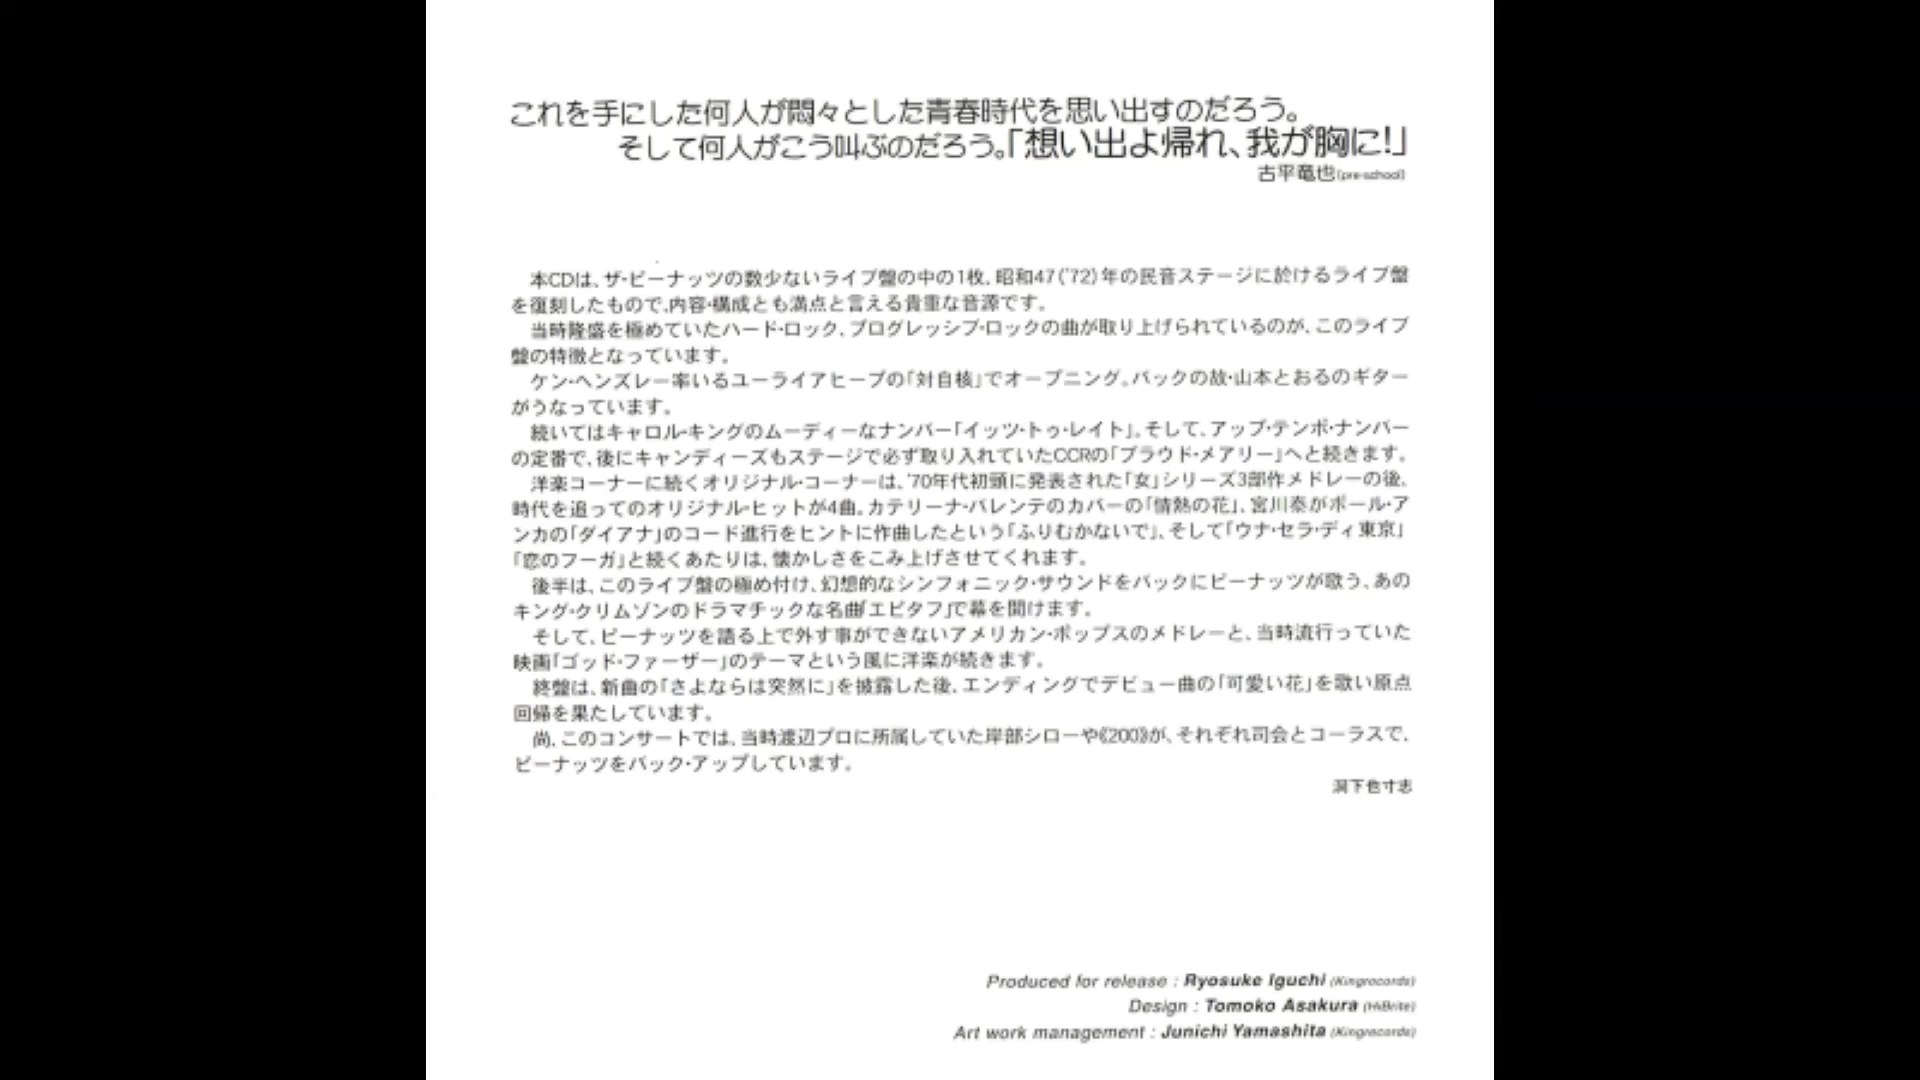 これを手にした何人が悶々とした青春時代を思い出すのだろう。
そして何人がこう叫ぶのだろう。「想い出よ帰れ、我が胸に!」
古平竜也(pre-school)
本CDは、ザ・ピーナッツの数少ないライブ盤の中の1枚、昭和47('72)年の民音ステージに於けるライブ盤
を復刻したもので、内容・構成とも満点と言える貴重な音源です。
当時隆盛を極めていたハード・ロック、プログレッシブ・ロックの曲が取り上げられているのが、このライブ
盤の特徴となっています。
ケン・ヘンズレー率いるユーライアヒープの「対自核」でオープニング。バックの故・山本とおるのギター
がうなっています。
続いてはキャロル・キングのムーディーなナンバー「イッツ・トゥ・レイト」。そして、アップ・テンポ・ナンバー
の定番で、後にキャンディーズもステージで必ず取り入れていたCCRの「プラウド・メアリー」へと続きます。
洋楽コーナーに続くオリジナル・コーナーは、'70年代初頭に発表された「女」シリーズ3部作メドレーの後、
時代を追ってのオリジナル・ヒットが4曲。カテリーナ・バレンテのカバーの「情熱の花」、宮川泰がポール・ア
ンカの「ダイアナ」のコード進行をヒントに作曲したという「ふりむかないで」、そして「ウナ・セラ・ディ東京」
「恋のフーガ」と続くあたりは、懐かしさをこみ上げさせてくれます。
後半は、このライブ盤の極め付け、幻想的なシンフォニック・サウンドをバックにピーナッツが歌う、あの
キング・クリムゾンのドラマチックな名曲「エピタフ」で幕を開けます。
そして、ピーナッツを語る上で外す事ができないアメリカン・ポップスのメドレーと、当時流行っていた
映画「ゴッド・ファーザー」のテーマという風に洋楽が続きます。
終盤は、新曲の「さよならは突然に」を披露した後、エンディングでデビュー曲の「可愛い花」を歌い原点
回帰を果たしています。
尚、このコンサートでは、当時渡辺プロに所属していた岸部シローや《200》が、それぞれ司会とコーラスで、
ピーナッツをバック・アップしています。
Produced for release : Ryosuke Iguchi (Kingrecords)
Design : Tomoko Asakura (HiBrite)
Art work management : Junichi Yamashita (Kingrecords)